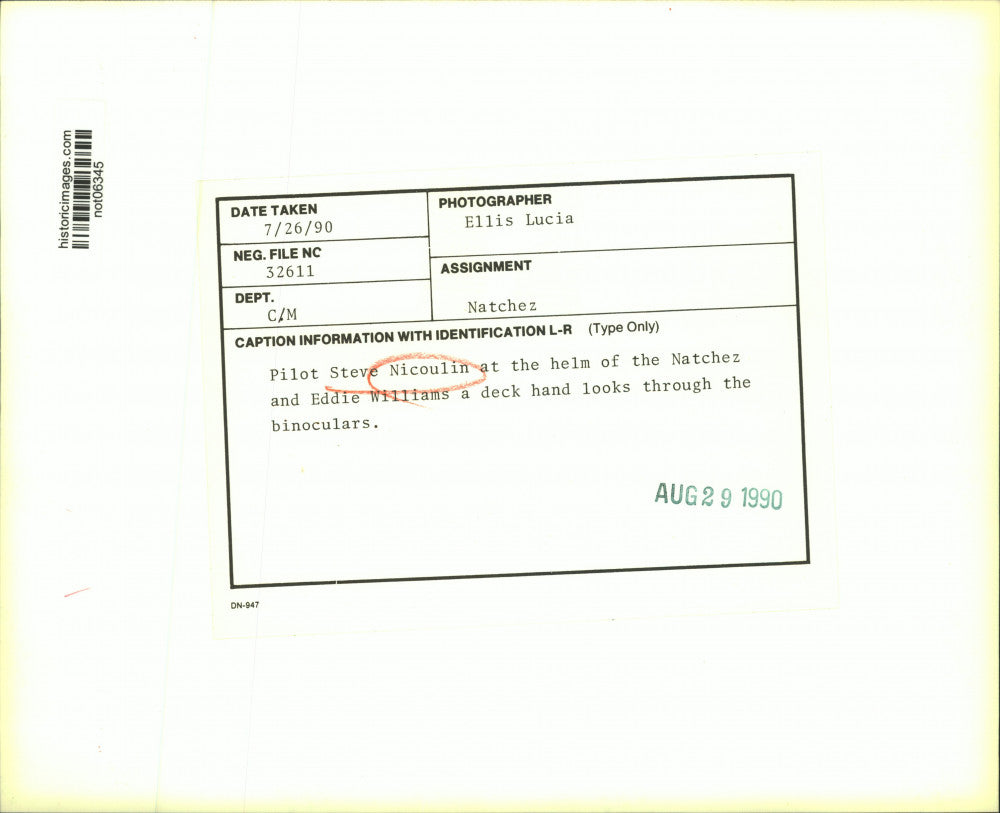 historicimages.com
not06345
DATE TAKEN
7/26/90
PHOTOGRAPHER
Ellis Lucia
NEG. FILE NO
32611
ASSIGNMENT
Natchez
DEPT.
C/M
CAPTION INFORMATION WITH IDENTIFICATION L-R (Type Only)
Pilot Steve Nicoulin at the helm of the Natchez
and Eddie Williams a deck hand looks through the
binoculars.
AUG 29 1990
DN-947